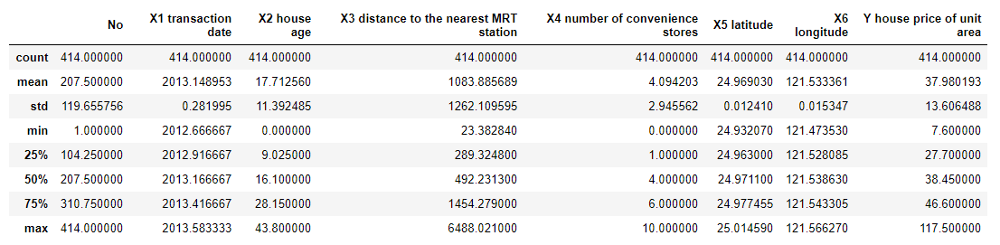 No X1 transaction date X2 house age X3 distance to the nearest MRT station X4 number of convenience stores X5 latitude X6 longitude Y house price of unit area
count 414.000000 414.000000 414.000000 414.000000 414.000000 414.000000 414.000000 414.000000
mean 207.500000 2013.148953 17.712560 1083.885689 4.094203 24.969030 121.533361 37.980193
std 119.655756 0.281995 11.392485 1262.109595 2.945562 0.012410 0.015347 13.606488
min 1.000000 2012.666667 0.000000 23.382840 0.000000 24.932070 121.473530 7.600000
25% 104.250000 2012.916667 9.025000 289.324800 1.000000 24.963000 121.528085 27.700000
50% 207.500000 2013.166667 16.100000 492.231300 4.000000 24.971100 121.538630 38.450000
75% 310.750000 2013.416667 28.150000 1454.279000 6.000000 24.977455 121.543305 46.600000
max 414.000000 2013.583333 43.800000 6488.021000 10.000000 25.014590 121.566270 117.500000